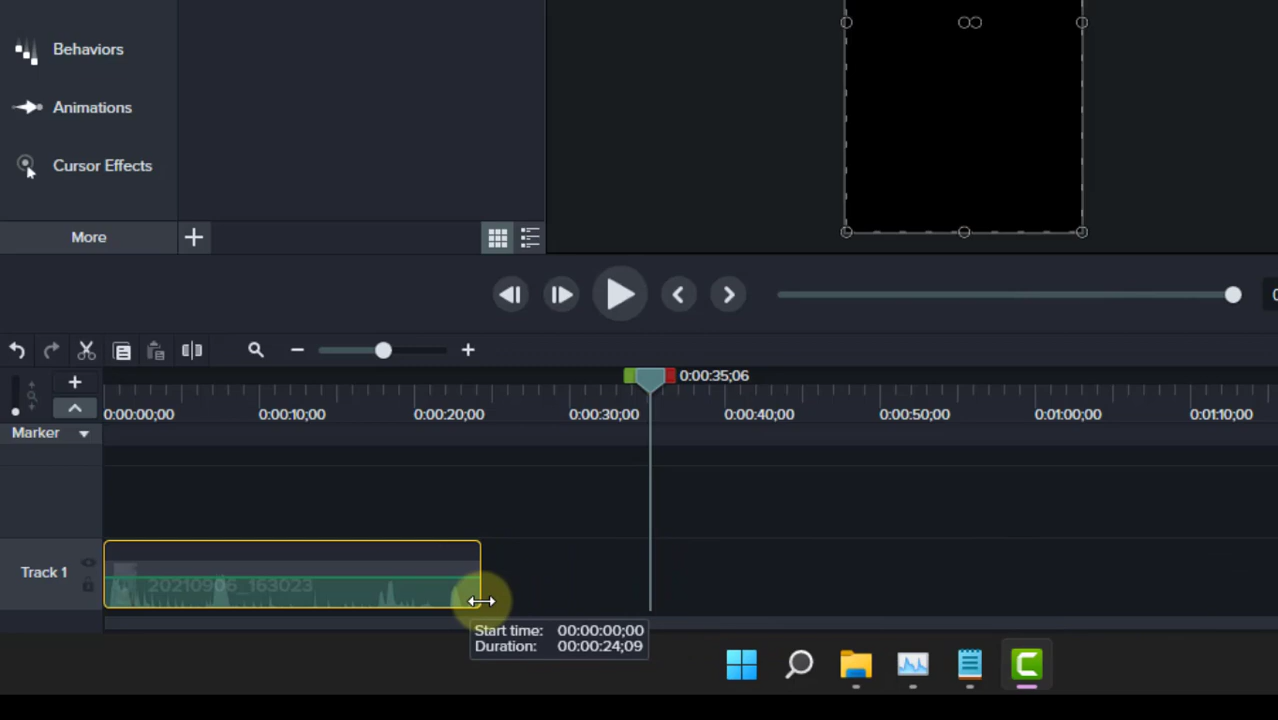 Behaviors
Animations
Cursor Effects
More
0:00:35;06
0:00:00;00 0:00:10;00 0:00:20;00 0:00:30;00 0:00:40;00 0:00:50;00 0:01:00;00 0:01:10;00
Marker
Track 1
20210906_163023
Start time: 00:00:00;00
Duration: 00:00:24;09